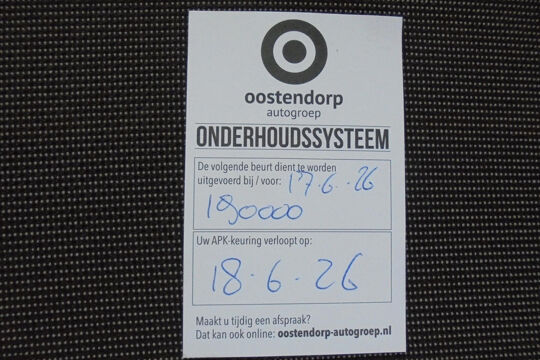 oostendorp
autogroep
ONDERHOUDSSYSTEEM
De volgende beurt dient te worden
uitgevoerd bij / voor: 17-6-26
190000
Uw APK-keuring verloopt op:
18-6-26
Maakt u tijdig een afspraak?
Dat kan ook online: oostendorp-autogroep.nl